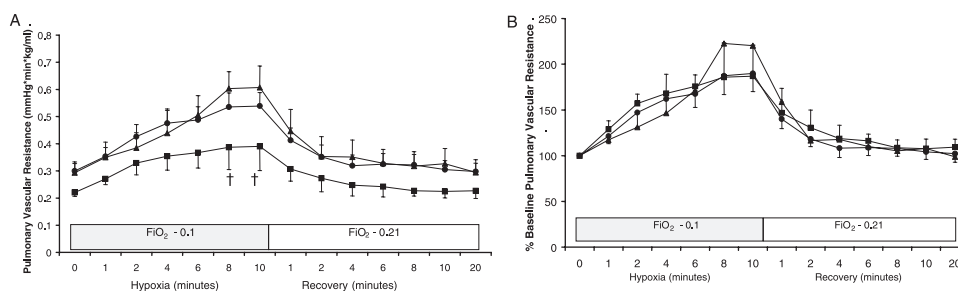 A
Pulmonary Vascular Resistance (mmHg*min*kg/ml)
0,8
0,7
0,6
0,5
0,4
0,3
0,2
0,1
0
† †
FiO2 - 0.1 FiO2 - 0.21
0 1 2 4 6 8 10 1 2 4 6 8 10 20
Hypoxia (minutes) Recovery (minutes)
B
% Baseline Pulmonary Vascular Resistance
250
200
150
100
50
0
FiO2 - 0.1 FiO2 - 0.21
0 1 2 4 6 8 10 1 2 4 6 8 10 20
Hypoxia (minutes) Recovery (minutes)